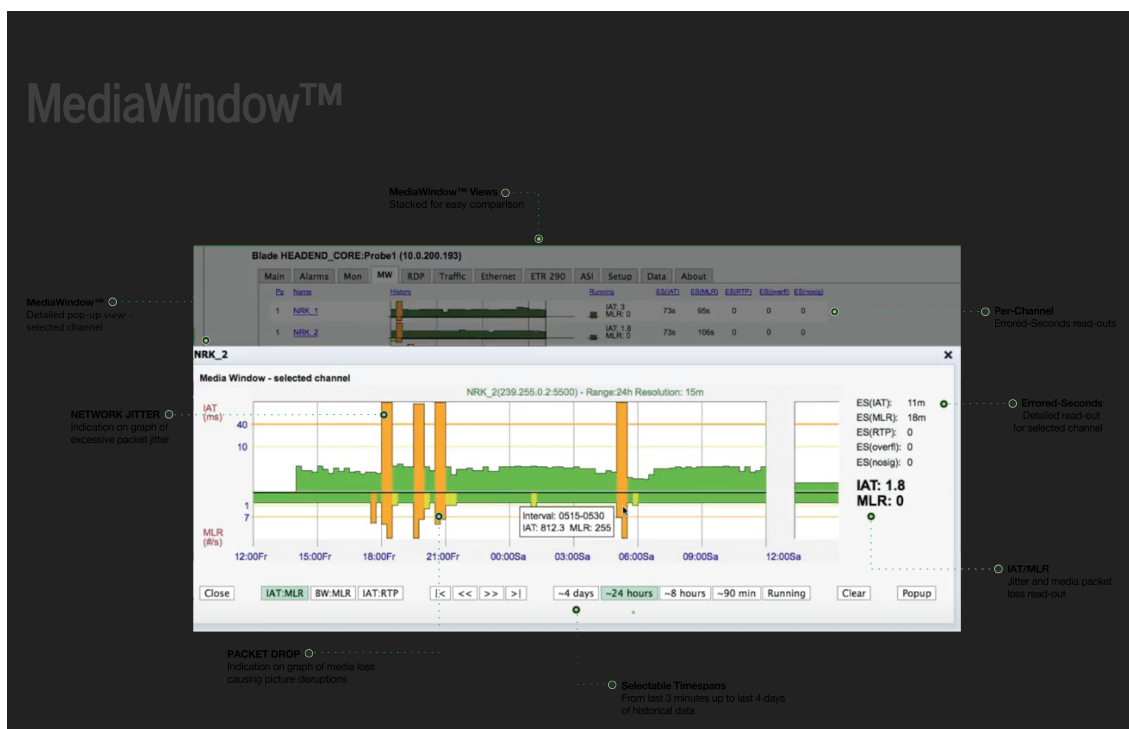 MediaWindow™
MediaWindow™ Views
Stacked for easy comparison
Blade HEADEND_CORE:Probe1 (10.0.200.193)
Main Alarms Mon MW RDP Traffic Ethernet ETR 290 ASI Setup Data About
Name History Running ES(IAT) ES(MLR) ES(RTP) ES(overfl) ES(nosig)
1 NRK_1 IAT: 3 73s 95s 0 0 0
MLR: 0
1 NRK_2 IAT: 1.8 73s 106s 0 0 0
MLR: 0
MediaWindow™
Detailed pop-up view -
selected channel
Per-Channel
Errored-Seconds read-outs
NRK_2
Media Window - selected channel
NRK_2(239.255.0.2:5500) - Range:24h Resolution: 15m
IAT
(ms)
40
10
1
7
MLR
(#/s)
12:00Fr 15:00Fr 18:00Fr 21:00Fr 00:00Sa 03:00Sa 06:00Sa 09:00Sa 12:00Sa
Interval: 0515-0530
IAT: 812.3 MLR: 255
ES(IAT): 11m
ES(MLR): 18m
ES(RTP): 0
ES(overfl): 0
ES(nosig): 0
IAT: 1.8
MLR: 0
NETWORK JITTER
Indication on graph of
excessive packet jitter
Errored-Seconds
Detailed read-out
for selected channel
IAT/MLR
Jitter and media packet
loss read-out
Close IAT:MLR BW:MLR IAT:RTP |< << >> >| ~4 days ~24 hours ~8 hours ~90 min Running Clear Popup
PACKET DROP
Indication on graph of media loss
causing picture disruptions
Selectable Timespans
From last 3 minutes up to last 4 days
of historical data